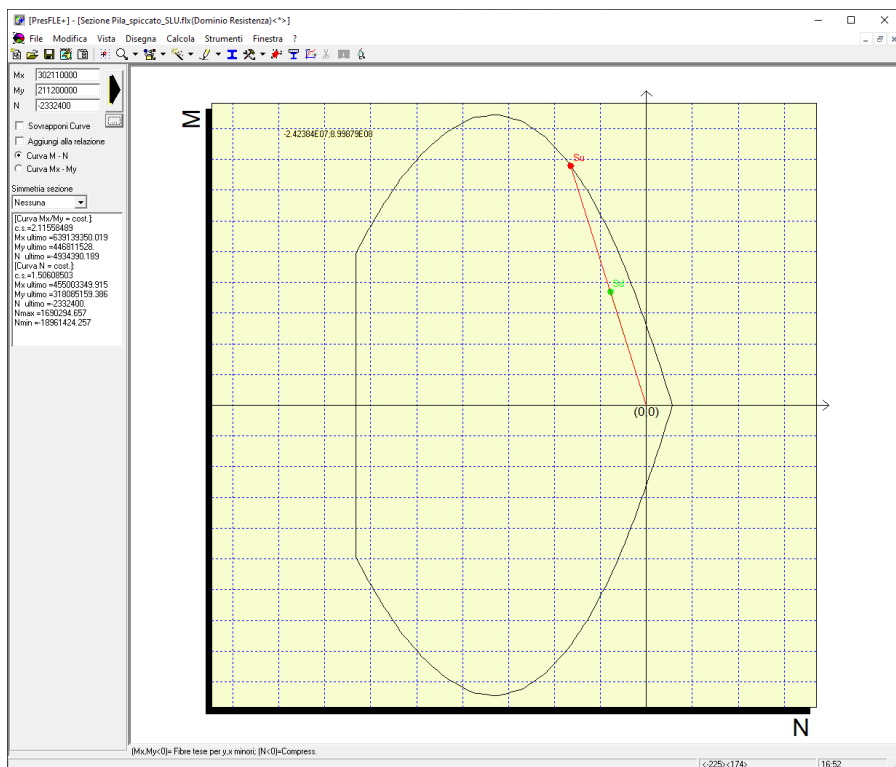 [PresFLE+] - [Sezione Pila_spiccato_SLU.flx(Dominio Resistenza)<*>]
File Modifica Vista Disegna Calcola Strumenti Finestra ?
Mx 302110000
My 211200000
N -2332400
...
Sovrapponi Curve
Aggiungi alla relazione
Curva M - N
Curva Mx - My
Simmetria sezione
Nessuna
[Curva Mx/My = cost.]:
c.s.=2.11558489
Mx ultimo =639139350.019
My ultimo =446811528.
N ultimo =-4934390.189
[Curva N = cost.]:
c.s.=1.50608503
Mx ultimo =455003349.915
My ultimo =318085159.386
N ultimo =-2332400.
Nmax =1690294.657
Nmin =-18961424.257
M
-2.42384E07;8.99879E08
Su
Sd
(0,0)
N
(Mx,My<0)= Fibre tese per y,x minori; (N<0)=Compress.
<-225><174>
16:52